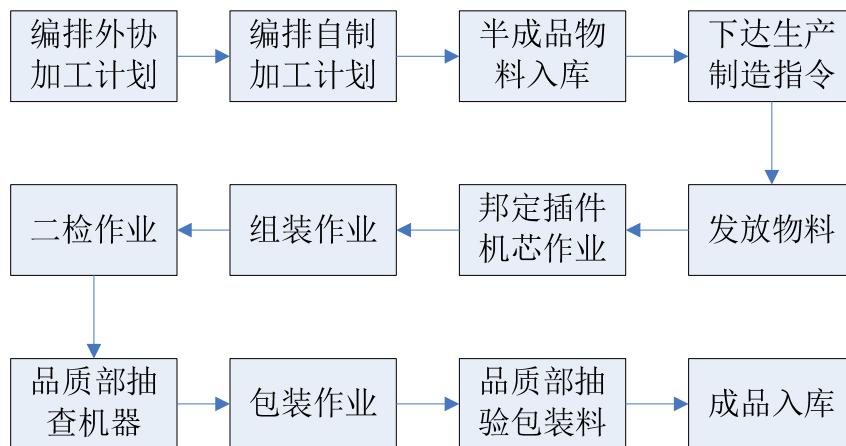 编排外协
加工计划
编排自制
加工计划
半成品物
料入库
下达生产
制造指令
发放物料
邦定插件
机芯作业
组装作业
二检作业
品质部抽
查机器
包装作业
品质部抽
验包装料
成品入库